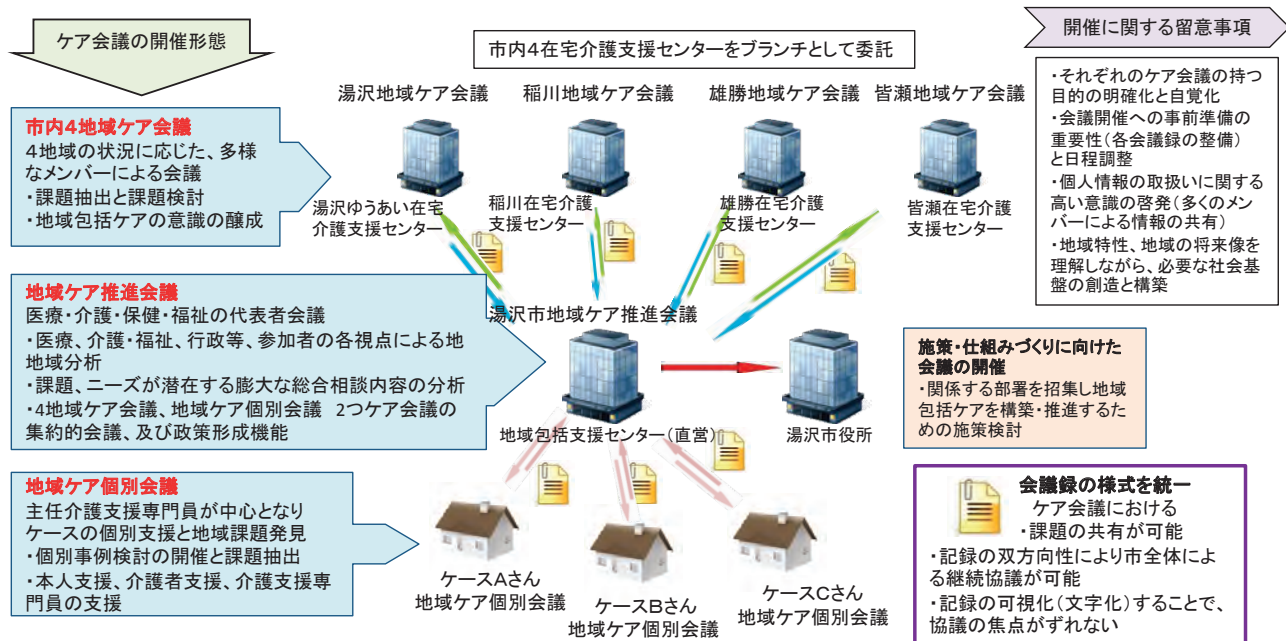 ケア会議の開催形態
市内4地域ケア会議
4地域の状況に応じた、多様
なメンバーによる会議
・課題抽出と課題検討
・地域包括ケアの意識の醸成
地域ケア推進会議
医療・介護・保健・福祉の代表者会議
・医療、介護・福祉、行政等、参加者の各視点による地
地域分析
・課題、ニーズが潜在する膨大な総合相談内容の分析
・4地域ケア会議、地域ケア個別会議　2つケア会議の
集約的会議、及び政策形成機能
地域ケア個別会議
主任介護支援専門員が中心となり
ケースの個別支援と地域課題発見
・個別事例検討の開催と課題抽出
・本人支援、介護者支援、介護支援専
門員の支援
市内4在宅介護支援センターをブランチとして委託
湯沢地域ケア会議
稲川地域ケア会議
雄勝地域ケア会議
皆瀬地域ケア会議
湯沢ゆうあい在宅
介護支援センター
稲川在宅介護
支援センター
雄勝在宅介護
支援センター
皆瀬在宅介護
支援センター
湯沢市地域ケア推進会議
地域包括支援センター(直営)
湯沢市役所
ケースAさん
地域ケア個別会議
ケースBさん
地域ケア個別会議
ケースCさん
地域ケア個別会議
開催に関する留意事項
・それぞれのケア会議の持つ
目的の明確化と自覚化
・会議開催への事前準備の
重要性(各会議録の整備)
と日程調整
・個人情報の取扱いに関する
高い意識の啓発(多くのメン
バーによる情報の共有)
・地域特性、地域の将来像を
理解しながら、必要な社会基
盤の創造と構築
施策・仕組みづくりに向けた
会議の開催
・関係する部署を招集し地域
包括ケアを構築・推進するた
めの施策検討
会議録の様式を統一
ケア会議における
・課題の共有が可能
・記録の双方向性により市全体によ
る継続協議が可能
・記録の可視化(文字化)することで、
協議の焦点がずれない